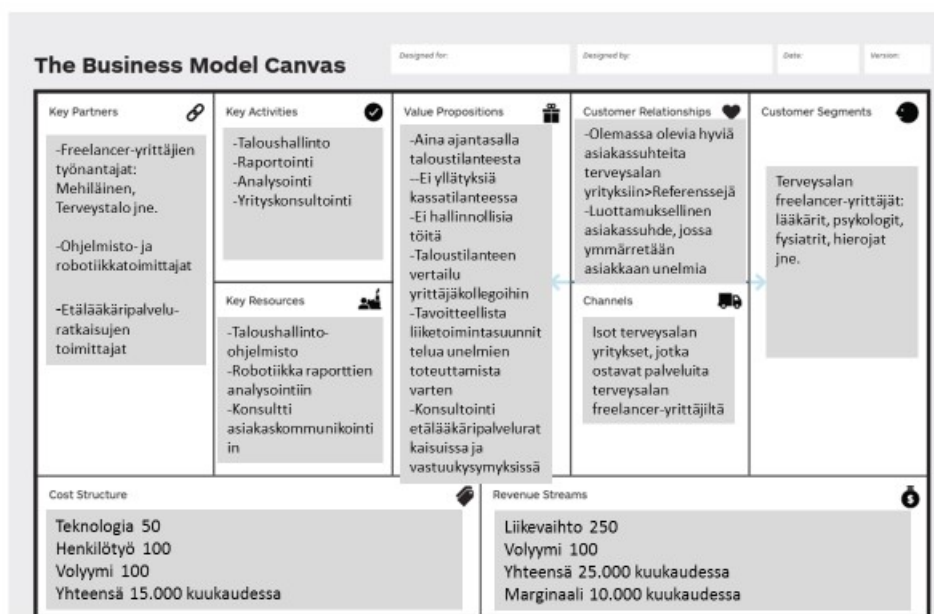 The Business Model Canvas
Designed for:
Designed by:
Date:
Version:
Key Partners
-Freelancer-yrittäjien
työnantajat:
Mehiläinen,
Terveystalo jne.
-Ohjelmisto- ja
robotiikkatoimittajat
-Etälääkäripalvelu-
ratkaisujen
toimittajat
Key Activities
-Taloushallinto
-Raportointi
-Analysointi
-Yrityskonsultointi
Key Resources
-Taloushallinto-
ohjelmisto
-Robotiikka raporttien
analysointiin
-Konsultti
asiakaskommunikointi
in
Value Propositions
-Aina ajantasalla
taloustilanteesta
--Ei yllätyksiä
kassatilanteessa
-Ei hallinnollisia
töitä
-Taloustilanteen
vertailu
yrittäjäkollegoihin
-Tavoitteellista
liiketoimintasuunnit
telua unelmien
toteuttamista
varten
-Konsultointi
etälääkäripalvelurat
kaisuissa ja
vastuukysymyksissä
Customer Relationships
-Olemassa olevia hyviä
asiakassuhteita
terveysalan
yrityksiin>Referenssejä
-Luottamuksellinen
asiakassuhde, jossa
ymmärretään
asiakkaan unelmia
Channels
Isot terveysalan
yritykset, jotka
ostavat palveluita
terveysalan
freelancer-yrittäjiltä
Customer Segments
Terveysalan
freelancer-yrittäjät:
lääkärit, psykologit,
fysiatrit, hierojat
jne.
Cost Structure
Teknologia 50
Henkilötyö 100
Volyymi 100
Yhteensä 15.000 kuukaudessa
Revenue Streams
Liikevaihto 250
Volyymi 100
Yhteensä 25.000 kuukaudessa
Marginaali 10.000 kuukaudessa